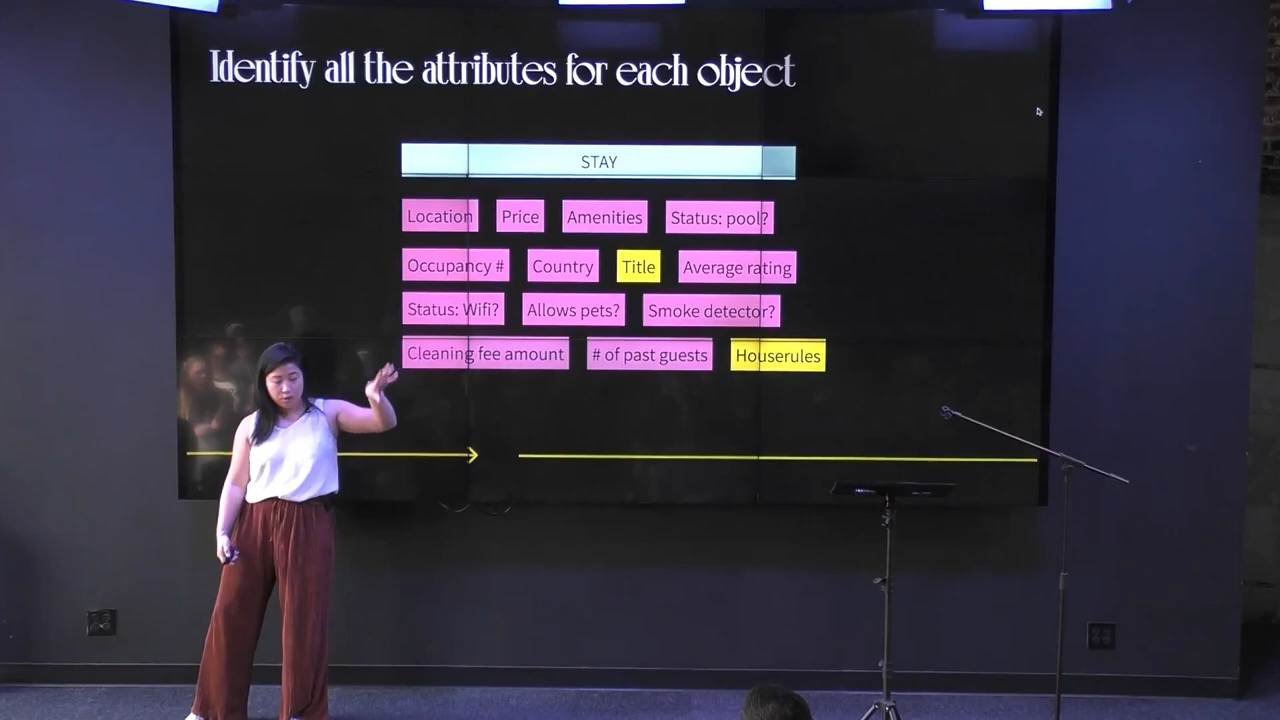 Identify all the attributes for each object
STAY
Location Price Amenities Status: pool?
Occupancy # Country Title Average rating
Status: Wifi? Allows pets? Smoke detector?
Cleaning fee amount # of past guests Houserules